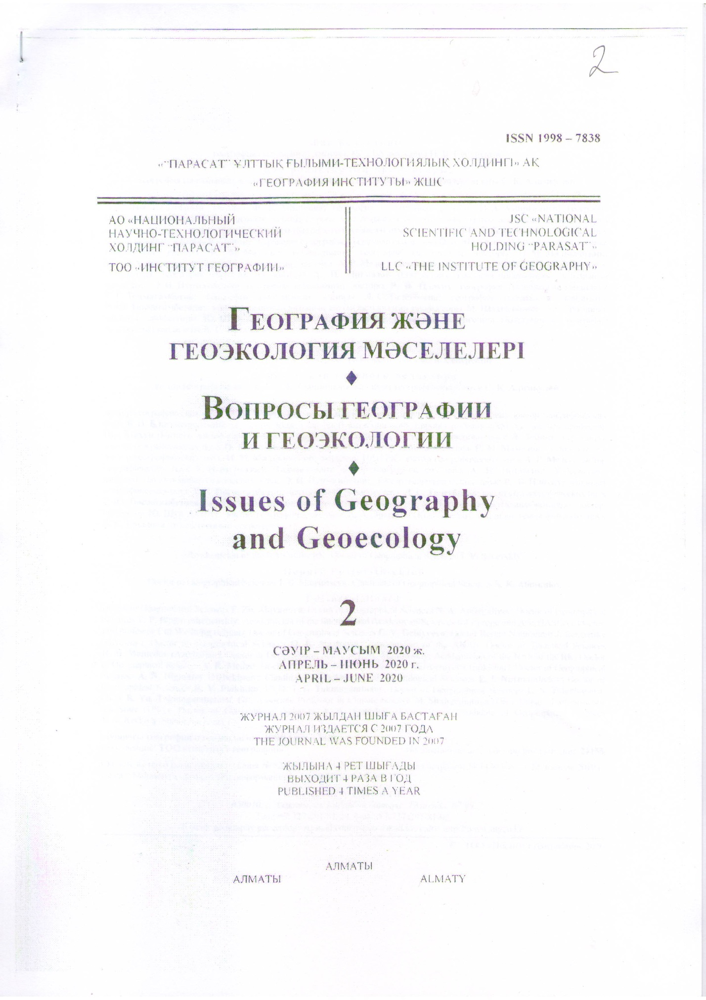 2
ISSN 1998 – 7838
«"ПАРАСАТ" ҰЛТТЫҚ ҒЫЛЫМИ-ТЕХНОЛОГИЯЛЫҚ ХОЛДИНГІ» АҚ
«ГЕОГРАФИЯ ИНСТИТУТЫ» ЖШС
АО «НАЦИОНАЛЬНЫЙ
НАУЧНО-ТЕХНОЛОГИЧЕСКИЙ
ХОЛДИНГ "ПАРАСАТ"»
ТОО «ИНСТИТУТ ГЕОГРАФИИ»
JSC «NATIONAL
SCIENTIFIC AND TECHNOLOGICAL
HOLDING "PARASAT"»
LLC «THE INSTITUTE OF GEOGRAPHY»
ГЕОГРАФИЯ ЖӘНЕ
ГЕОЭКОЛОГИЯ МӘСЕЛЕЛЕРІ
♦
ВОПРОСЫ ГЕОГРАФИИ
И ГЕОЭКОЛОГИИ
♦
Issues of Geography
and Geoecology
2
СӘУІР – МАУСЫМ 2020 ж.
АПРЕЛЬ – ИЮНЬ 2020 г.
APRIL – JUNE 2020
ЖУРНАЛ 2007 ЖЫЛДАН ШЫҒА БАСТАҒАН
ЖУРНАЛ ИЗДАЕТСЯ С 2007 ГОДА
THE JOURNAL WAS FOUNDED IN 2007
ЖЫЛЫНА 4 РЕТ ШЫҒАДЫ
ВЫХОДИТ 4 РАЗА В ГОД
PUBLISHED 4 TIMES A YEAR
АЛМАТЫ
АЛМАТЫ ALMATY